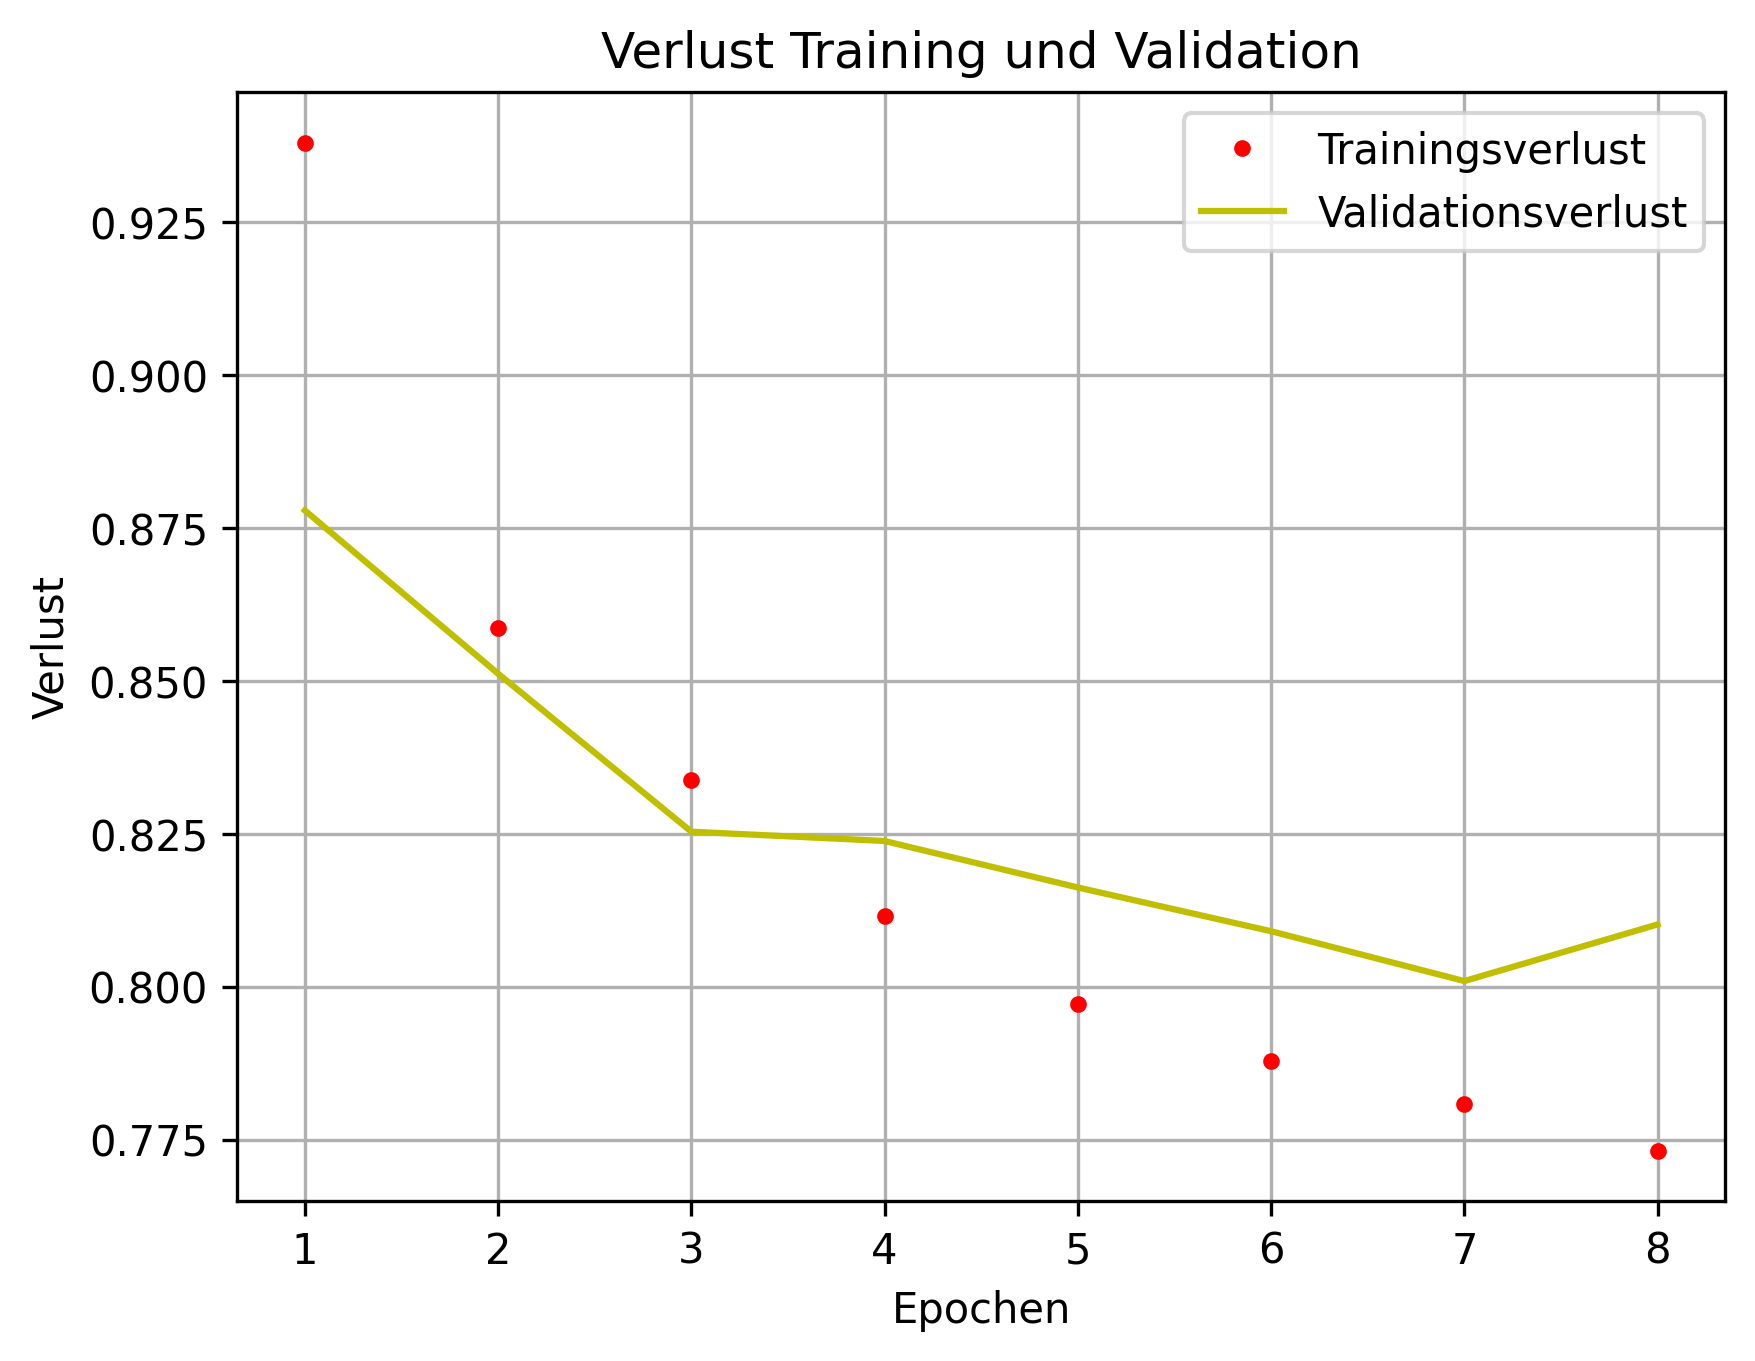 Verlust Training und Validation
Trainingsverlust
Validationsverlust
0.925
0.900
0.875
0.850
0.825
0.800
0.775
Verlust
1 2 3 4 5 6 7 8
Epochen